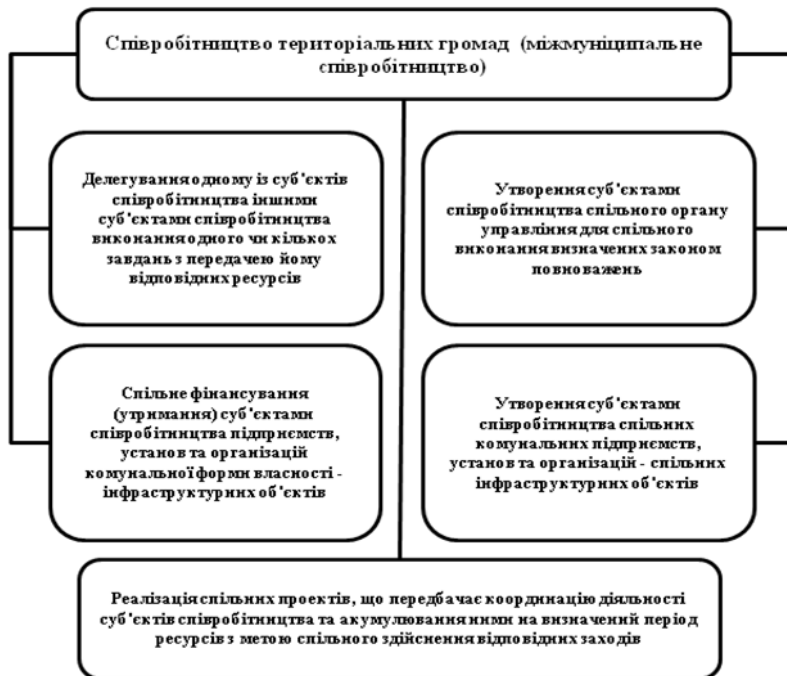 Співробітництво територіальних громад (міжмуніципальне
співробітництво)
Делегування одному із суб'єктів
співробітництва іншими
суб'єктами співробітництва
виконання одного чи кількох
завдань з передачею йому
відповідних ресурсів
Утворення суб'єктами
співробітництва спільного органу
управління для спільного
виконання визначених законом
повноважень
Спільне фінансування
(утримання) суб'єктами
співробітництва підприємств,
установ та організацій
комунальної форми власності -
інфраструктурних об'єктів
Утворення суб'єктами
співробітництва спільних
комунальних підприємств,
установ та організацій - спільних
інфраструктурних об'єктів
Реалізація спільних проектів, що передбачає координацію діяльності
суб'єктів співробітництва та акумулювання ними на визначений період
ресурсів з метою спільного здійснення відповідних заходів